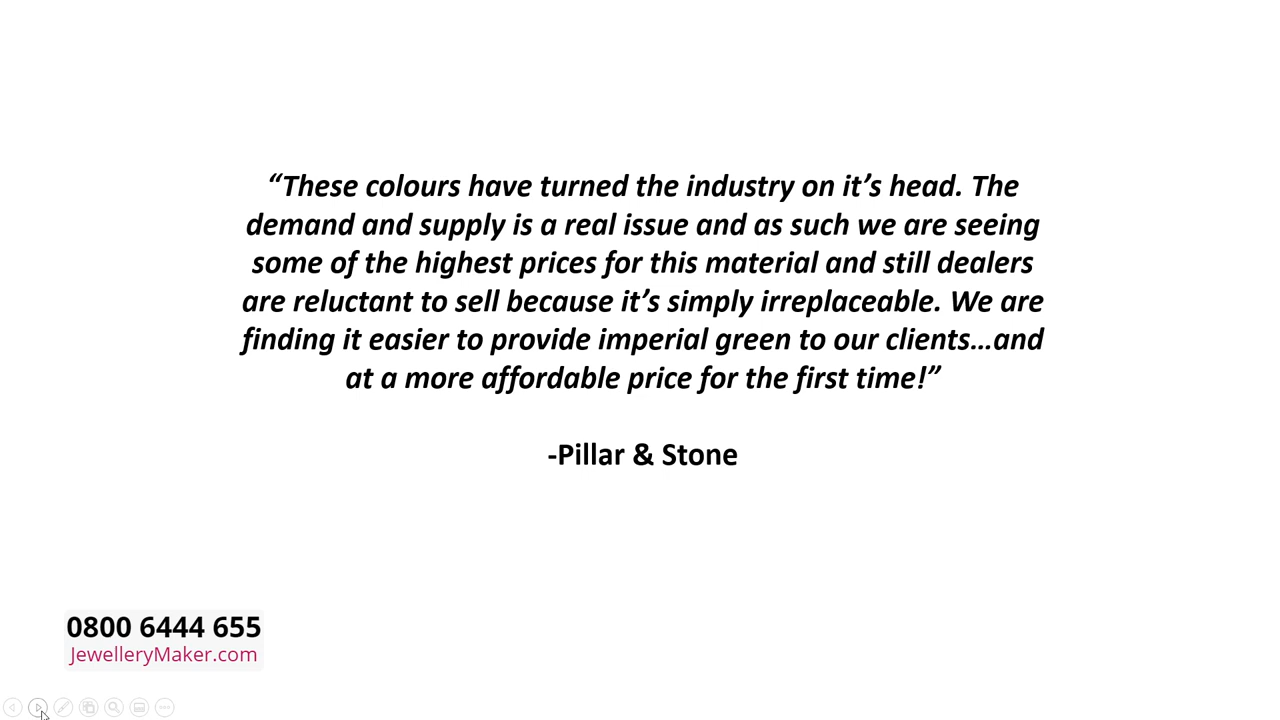 “These colours have turned the industry on it’s head. The
demand and supply is a real issue and as such we are seeing
some of the highest prices for this material and still dealers
are reluctant to sell because it’s simply irreplaceable. We are
finding it easier to provide imperial green to our clients…and
at a more affordable price for the first time!”
-Pillar & Stone
0800 6444 655
JewelleryMaker.com